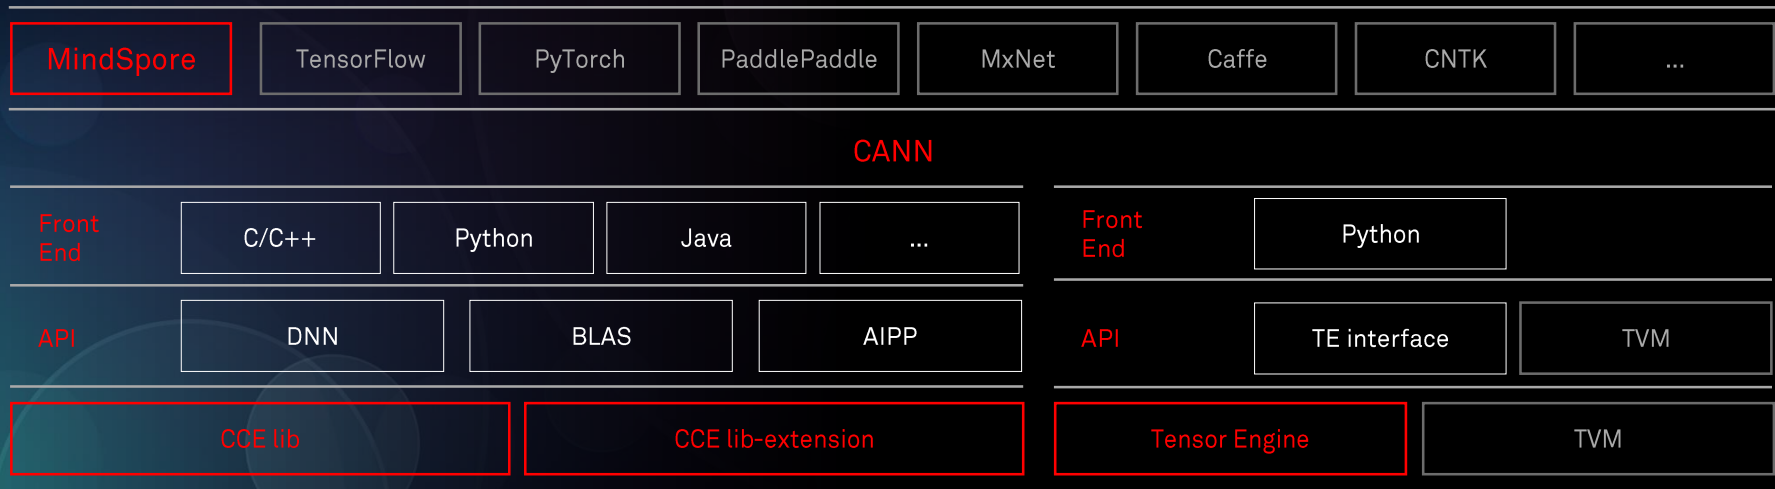 MindSpore
TensorFlow
PyTorch
PaddlePaddle
MxNet
Caffe
CNTK
...
CANN
Front
End
C/C++
Python
Java
...
API
DNN
BLAS
AIPP
CCE lib
CCE lib-extension
Front
End
Python
API
TE interface
TVM
Tensor Engine
TVM